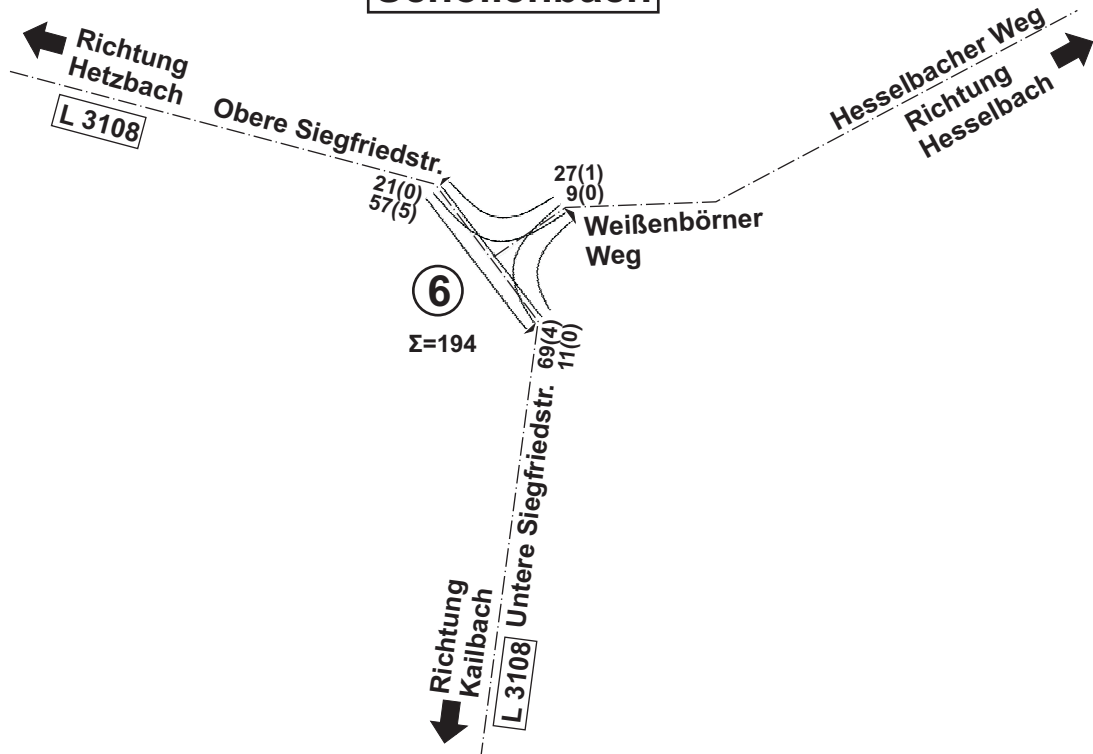 Richtung
Hetzbach
L 3108
Obere Siegfriedstr.
Hesselbacher Weg
Richtung
Hesselbach
21(0)
57(5)
27(1)
9(0)
Weißenbörner
Weg
6
Σ=194
69(4)
11(0)
Untere Siegfriedstr.
L 3108
Richtung
Kailbach